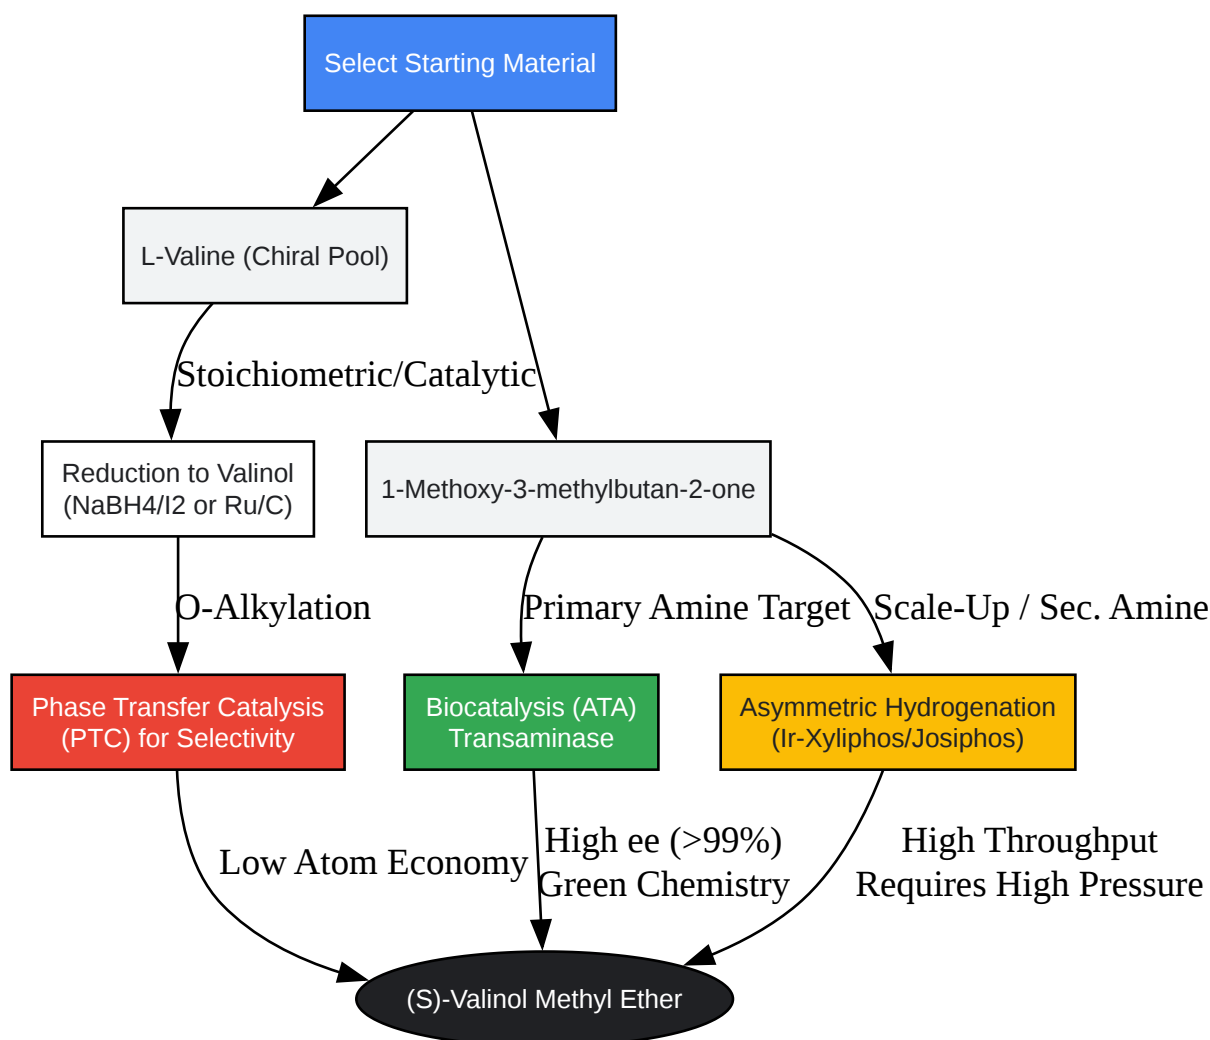 Select Starting Material
L-Valine (Chiral Pool)
Stoichiometric/Catalytic
Reduction to Valinol
(NaBH4/I2 or Ru/C)
1-Methoxy-3-methylbutan-2-one
O-Alkylation
Primary Amine Target
Scale-Up / Sec. Amine
Phase Transfer Catalysis
(PTC) for Selectivity
Biocatalysis (ATA)
Transaminase
Asymmetric Hydrogenation
(Ir-Xyliphos/Josiphos)
Low Atom Economy
High ee (>99%)
Green Chemistry
High Throughput
Requires High Pressure
(S)-Valinol Methyl Ether